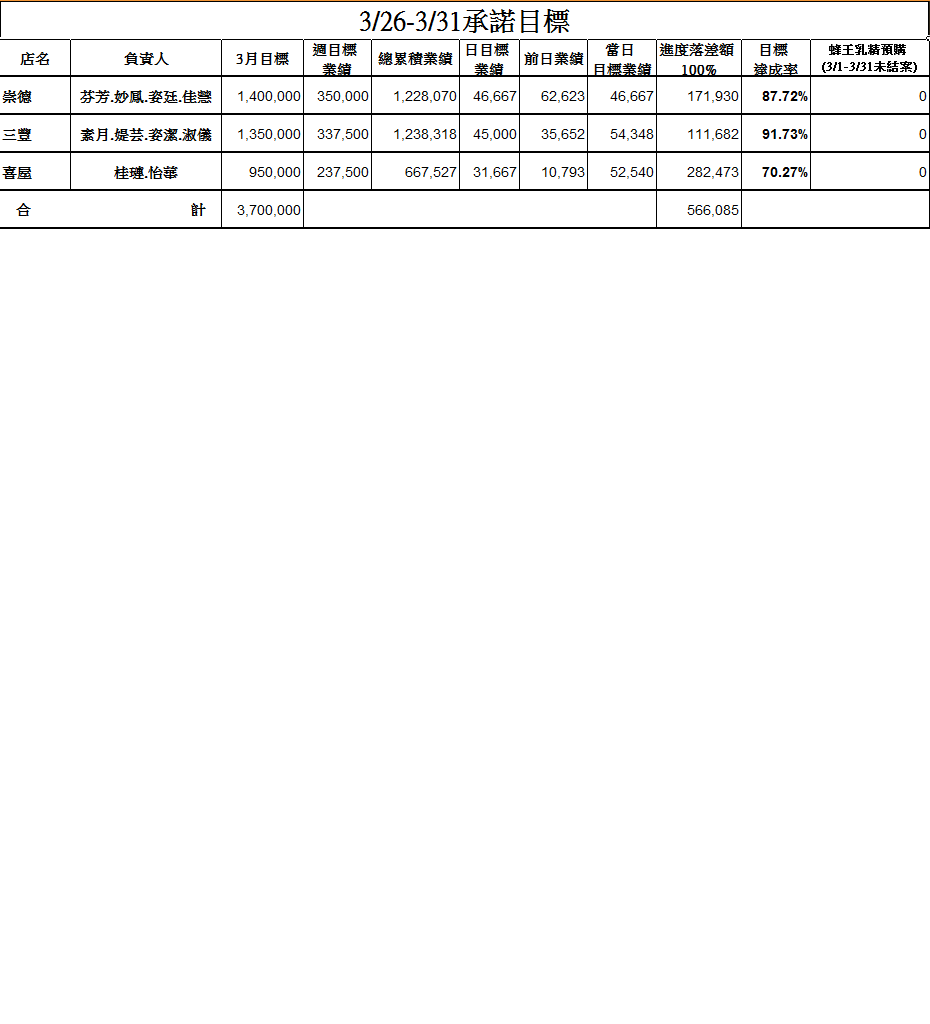 3/26-3/31承諾目標
店名 負責人 3月目標 週目標業績 總累積業績 日目標業績 前日業績 當日目標業績 進度落差額100% 目標達成率 蜂王乳精預購(3/1-3/31未結案)
崇德 芬芳.妙鳳.姿廷.佳慧 1,400,000 350,000 1,228,070 46,667 62,623 46,667 171,930 87.72% 0
三豐 素月.媞芸.姿潔.淑儀 1,350,000 337,500 1,238,318 45,000 35,652 54,348 111,682 91.73% 0
喜屋 桂璉.怡華 950,000 237,500 667,527 31,667 10,793 52,540 282,473 70.27% 0
合計 3,700,000 566,085